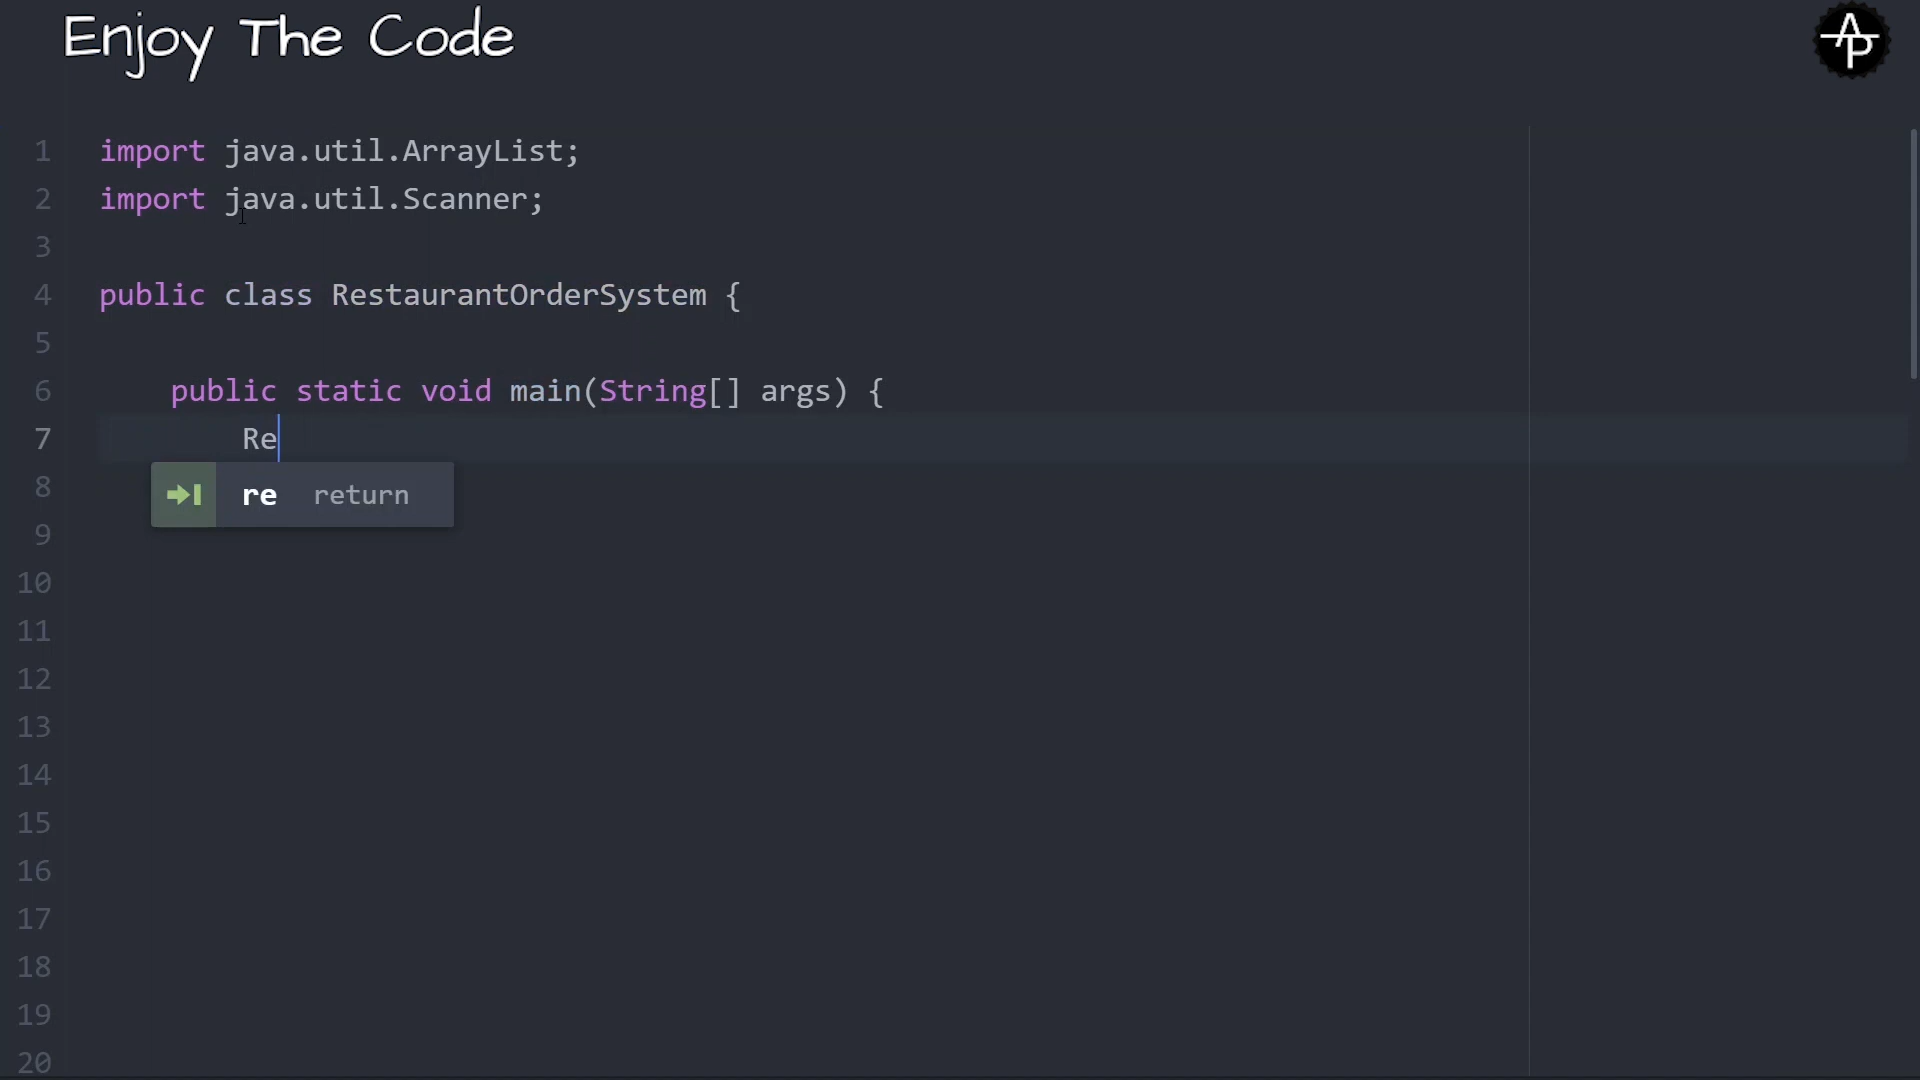 Enjoy The Code
AP
1 import java.util.ArrayList;
2 import java.util.Scanner;
3
4 public class RestaurantOrderSystem {
5
6     public static void main(String[] args) {
7         Re
8 re return
9
10
11
12
13
14
15
16
17
18
19
20